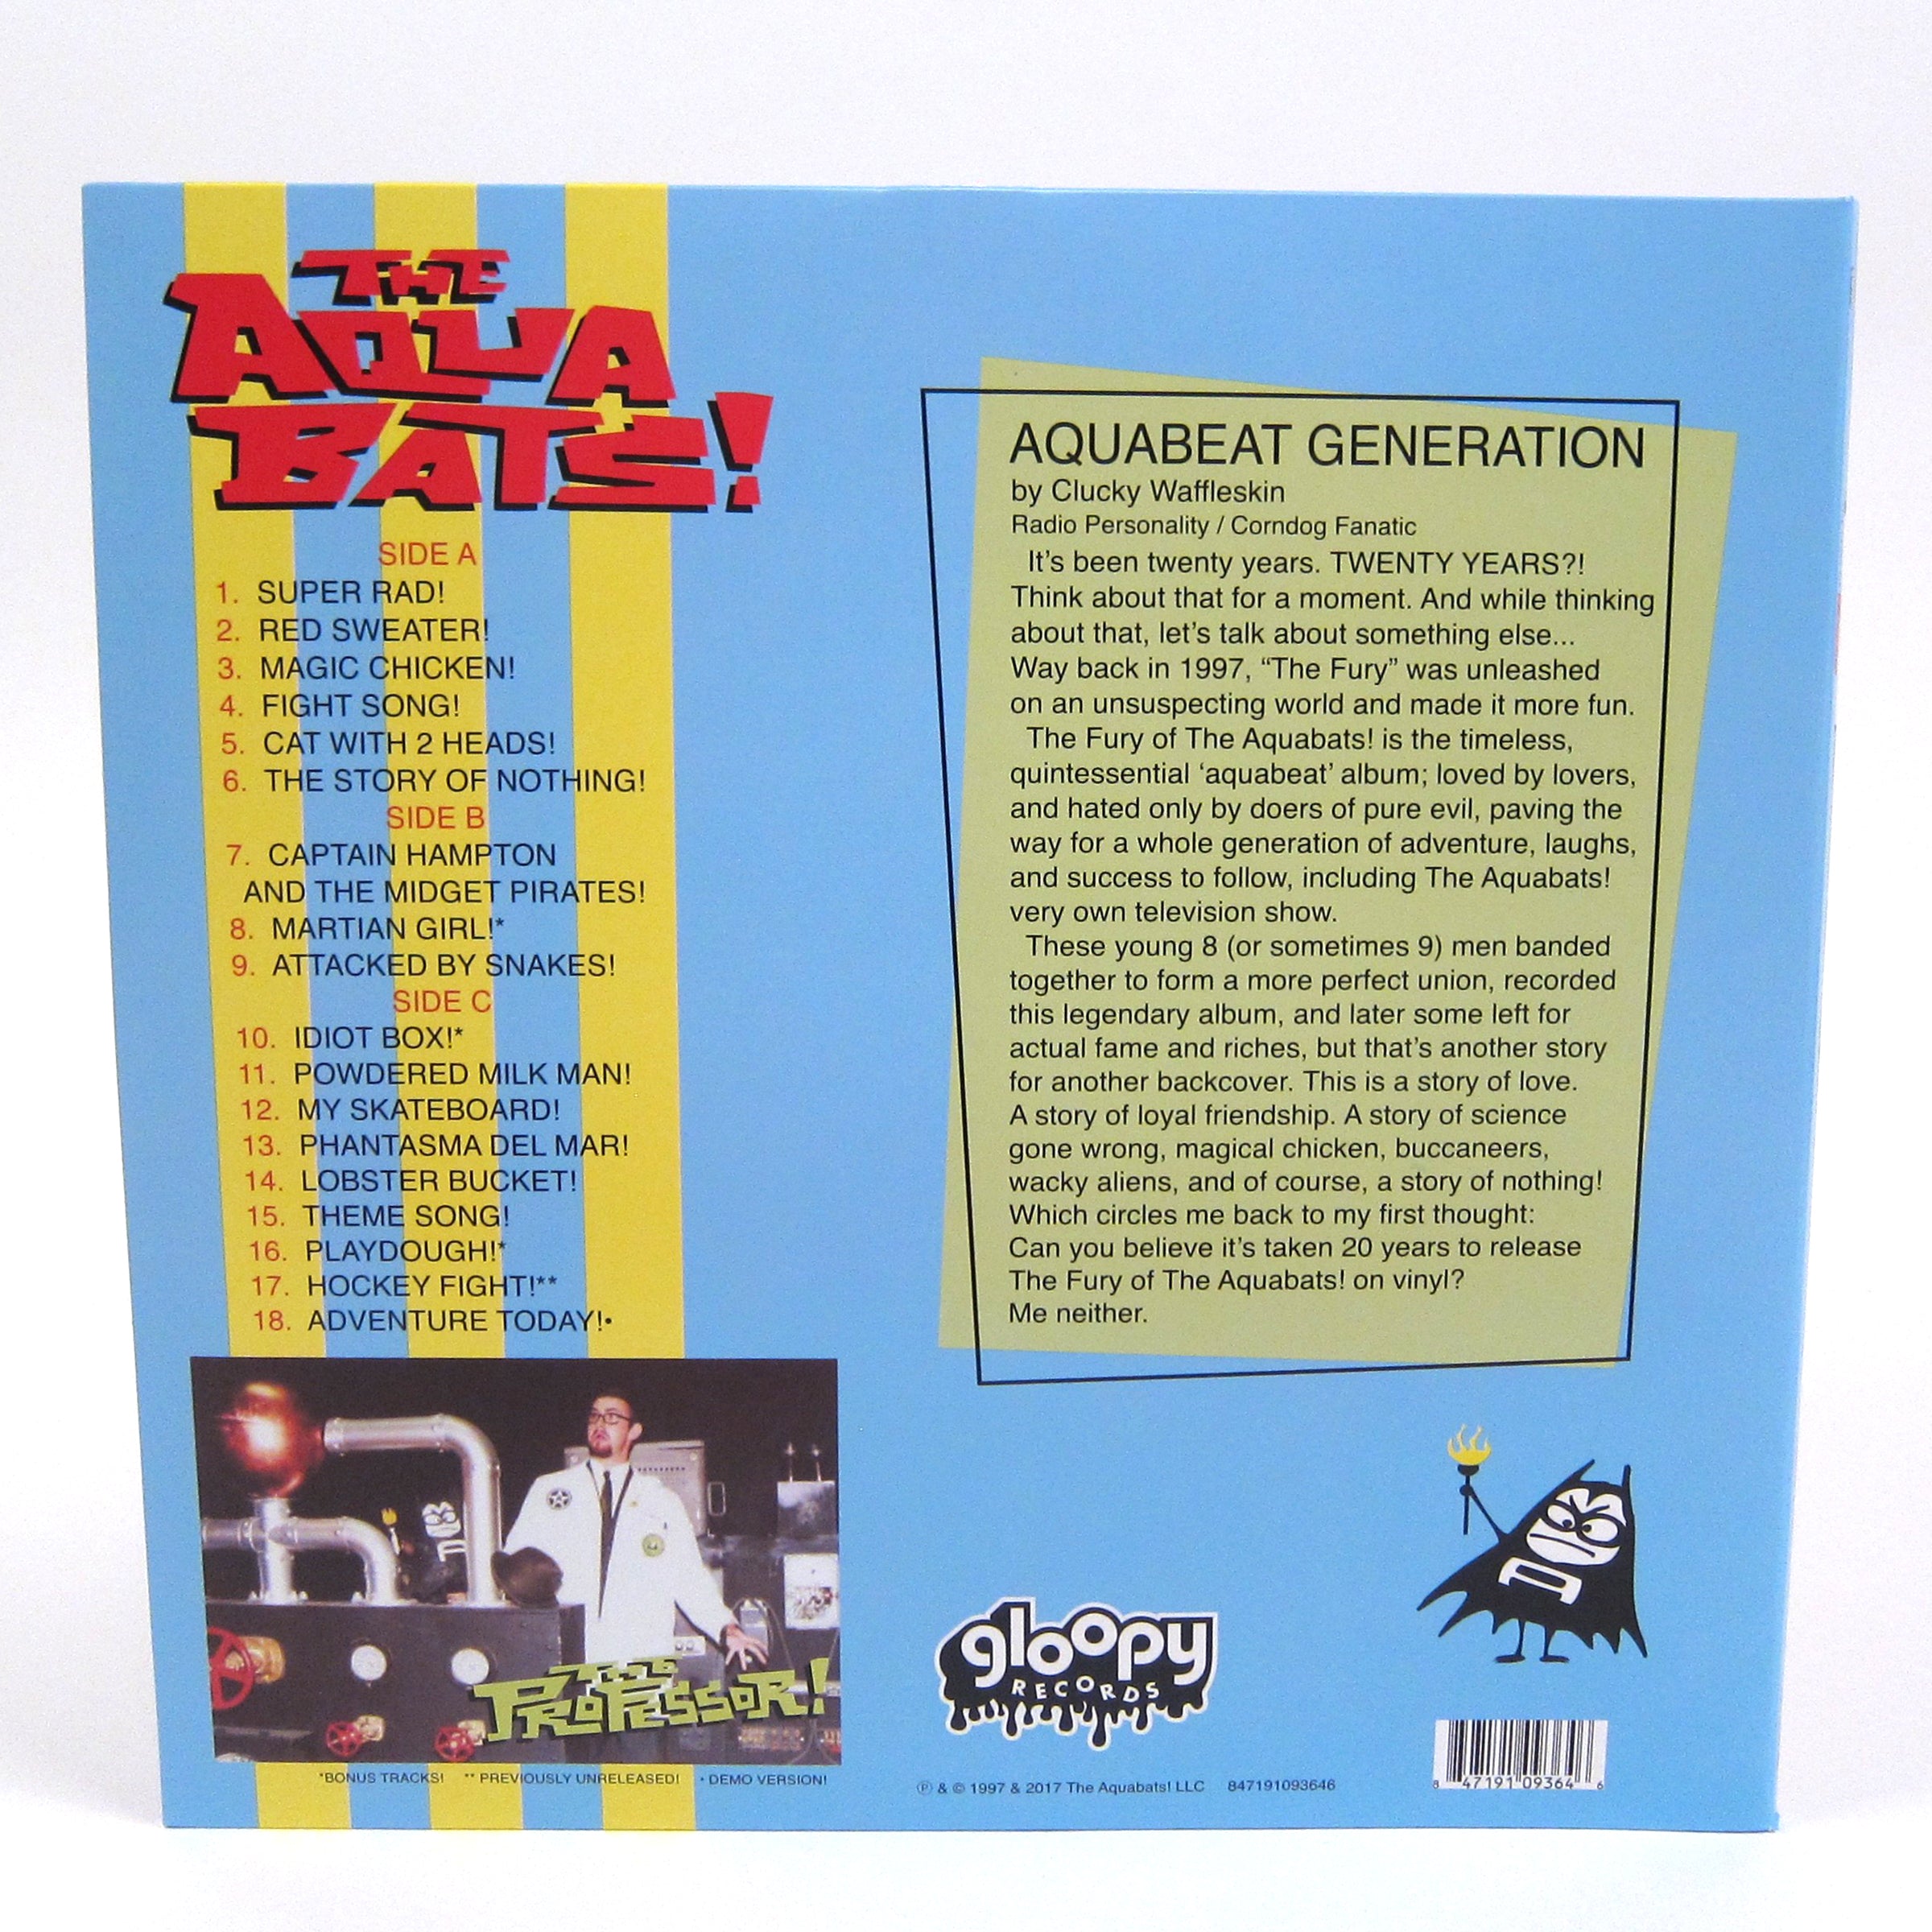 THE
AQUA
BATS!
SIDE A
1. SUPER RAD!
2. RED SWEATER!
3. MAGIC CHICKEN!
4. FIGHT SONG!
5. CAT WITH 2 HEADS!
6. THE STORY OF NOTHING!
SIDE B
7. CAPTAIN HAMPTON
AND THE MIDGET PIRATES!
8. MARTIAN GIRL!*
9. ATTACKED BY SNAKES!
SIDE C
10. IDIOT BOX!*
11. POWDERED MILK MAN!
12. MY SKATEBOARD!
13. PHANTASMA DEL MAR!
14. LOBSTER BUCKET!
15. THEME SONG!
16. PLAYDOUGH!*
17. HOCKEY FIGHT!**
18. ADVENTURE TODAY!•
THE
PROFESSOR!
*BONUS TRACKS! ** PREVIOUSLY UNRELEASED! • DEMO VERSION!
AQUABEAT GENERATION
by Clucky Waffleskin
Radio Personality / Corndog Fanatic
It's been twenty years. TWENTY YEARS?!
Think about that for a moment. And while thinking
about that, let's talk about something else...
Way back in 1997, “The Fury” was unleashed
on an unsuspecting world and made it more fun.
The Fury of The Aquabats! is the timeless,
quintessential ‘aquabeat’ album; loved by lovers,
and hated only by doers of pure evil, paving the
way for a whole generation of adventure, laughs,
and success to follow, including The Aquabats!
very own television show.
These young 8 (or sometimes 9) men banded
together to form a more perfect union, recorded
this legendary album, and later some left for
actual fame and riches, but that's another story
for another backcover. This is a story of love.
A story of loyal friendship. A story of science
gone wrong, magical chicken, buccaneers,
wacky aliens, and of course, a story of nothing!
Which circles me back to my first thought:
Can you believe it's taken 20 years to release
The Fury of The Aquabats! on vinyl?
Me neither.
gloopy
RECORDS
℗ & © 1997 & 2017 The Aquabats! LLC 847191093646
8 47191 09364 6